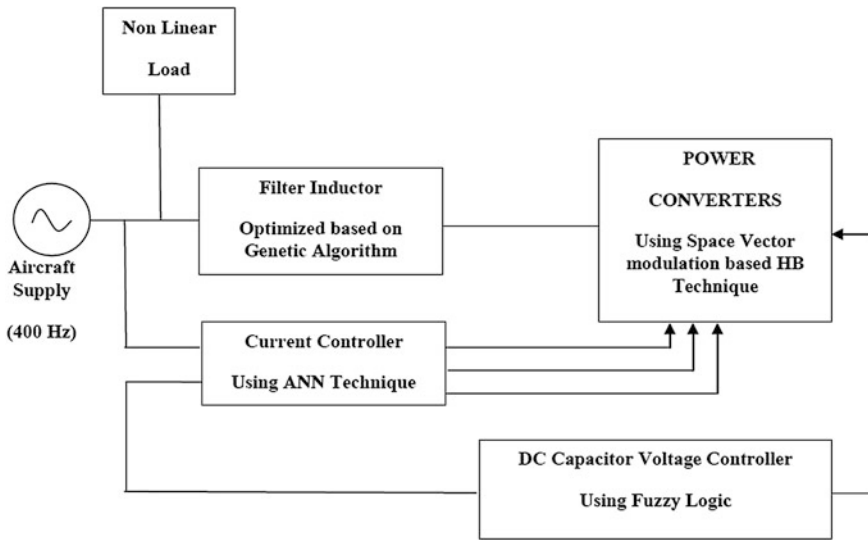 Non Linear
Load
Filter Inductor
Optimized based on
Genetic Algorithm
POWER
CONVERTERS
Using Space Vector
modulation based HB
Technique
Aircraft
Supply
(400 Hz)
Current Controller
Using ANN Technique
DC Capacitor Voltage Controller
Using Fuzzy Logic